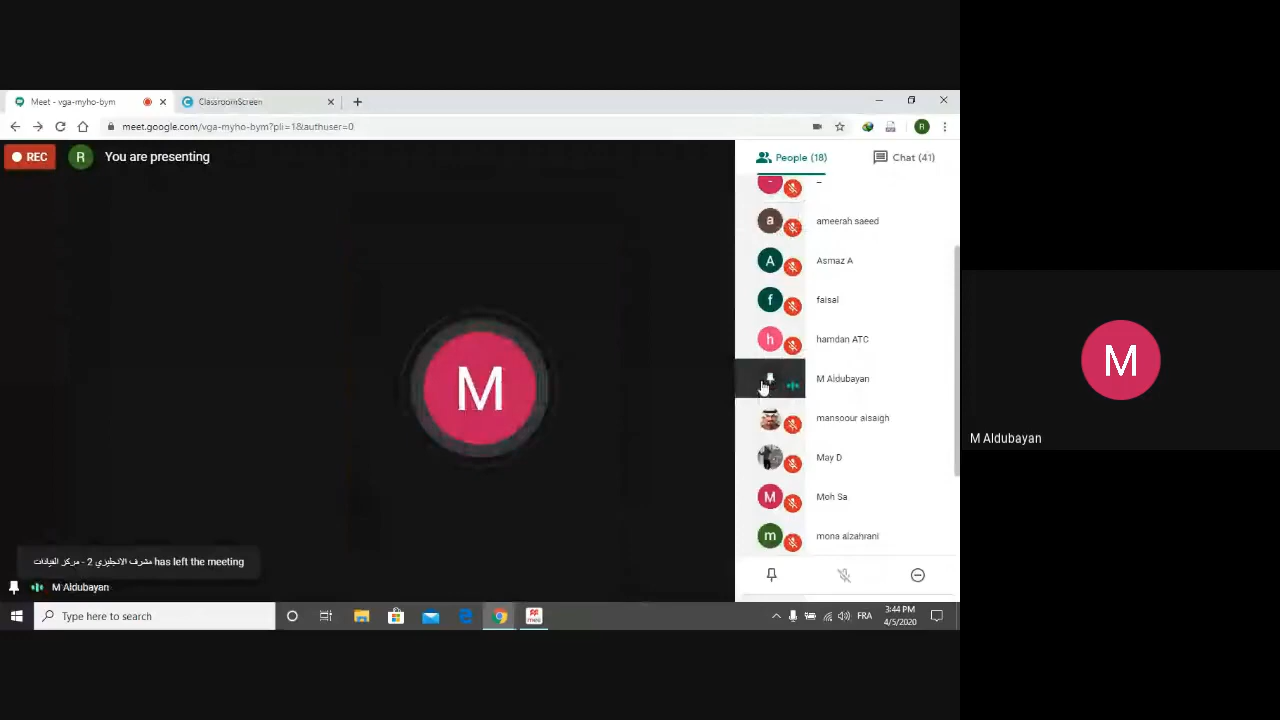 Meet - vga-myho-bym
ClassroomScreen
meet.google.com/vga-myho-bym?pli=1&authuser=0
R
REC
R
You are presenting
People (18)
Chat (41)
a
ameerah saeed
A
Asmaz A
f
faisal
h
hamdan ATC
M Aldubayan
mansoour alsaigh
May D
M
Moh Sa
m
mona alzahrani
M
مشرف الانجليزي 2 - مركز القيادات has left the meeting
M Aldubayan
Type here to search
FRA
3:44 PM
4/5/2020
M
M Aldubayan